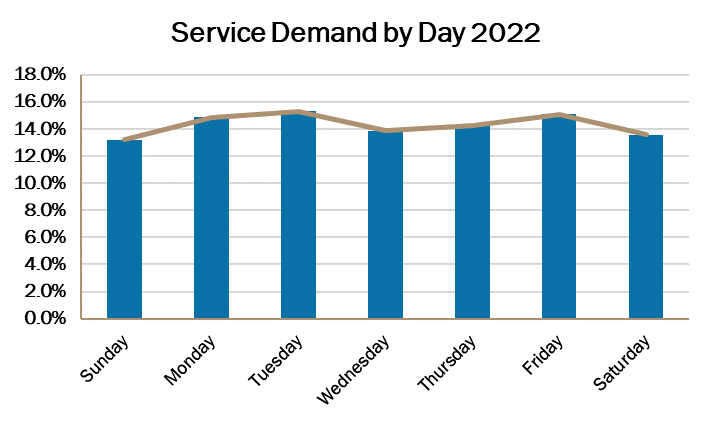 Service Demand by Day 2022
18.0%
16.0%
14.0%
12.0%
10.0%
8.0%
6.0%
4.0%
2.0%
0.0%
Sunday
Monday
Tuesday
Wednesday
Thursday
Friday
Saturday